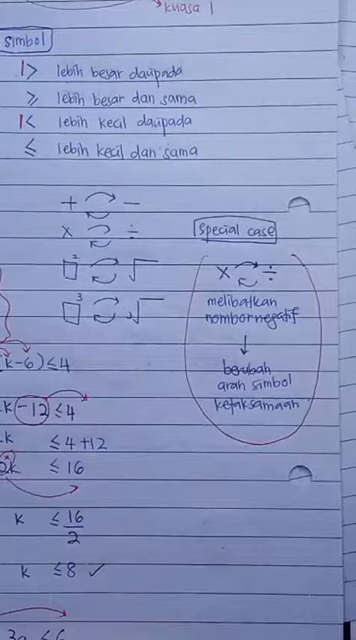 kuasa 1
simbol
> lebih besar daripada
≥ lebih besar dan sama
< lebih kecil daripada
≤ lebih kecil dan sama
+ −
× ÷
□² √
□³ ³√
special case
× ÷
melibatkan
nombor negatif
↓
berubah
arah simbol
ketaksamaan
(k-6) ≤ 4
k -12 ≤ 4
k ≤ 4 + 12
2k ≤ 16
k ≤ 16/2
k ≤ 8 ✓